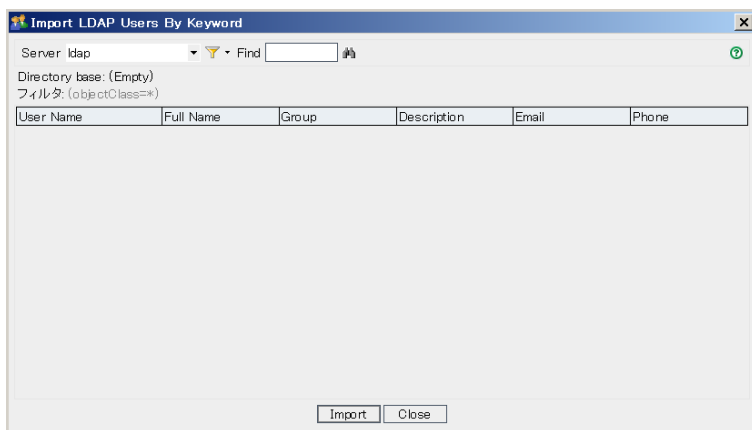 Import LDAP Users By Keyword
Server ldap Find
Directory base: (Empty)
フィルタ: (objectClass=*)
User Name Full Name Group Description Email Phone
Import Close